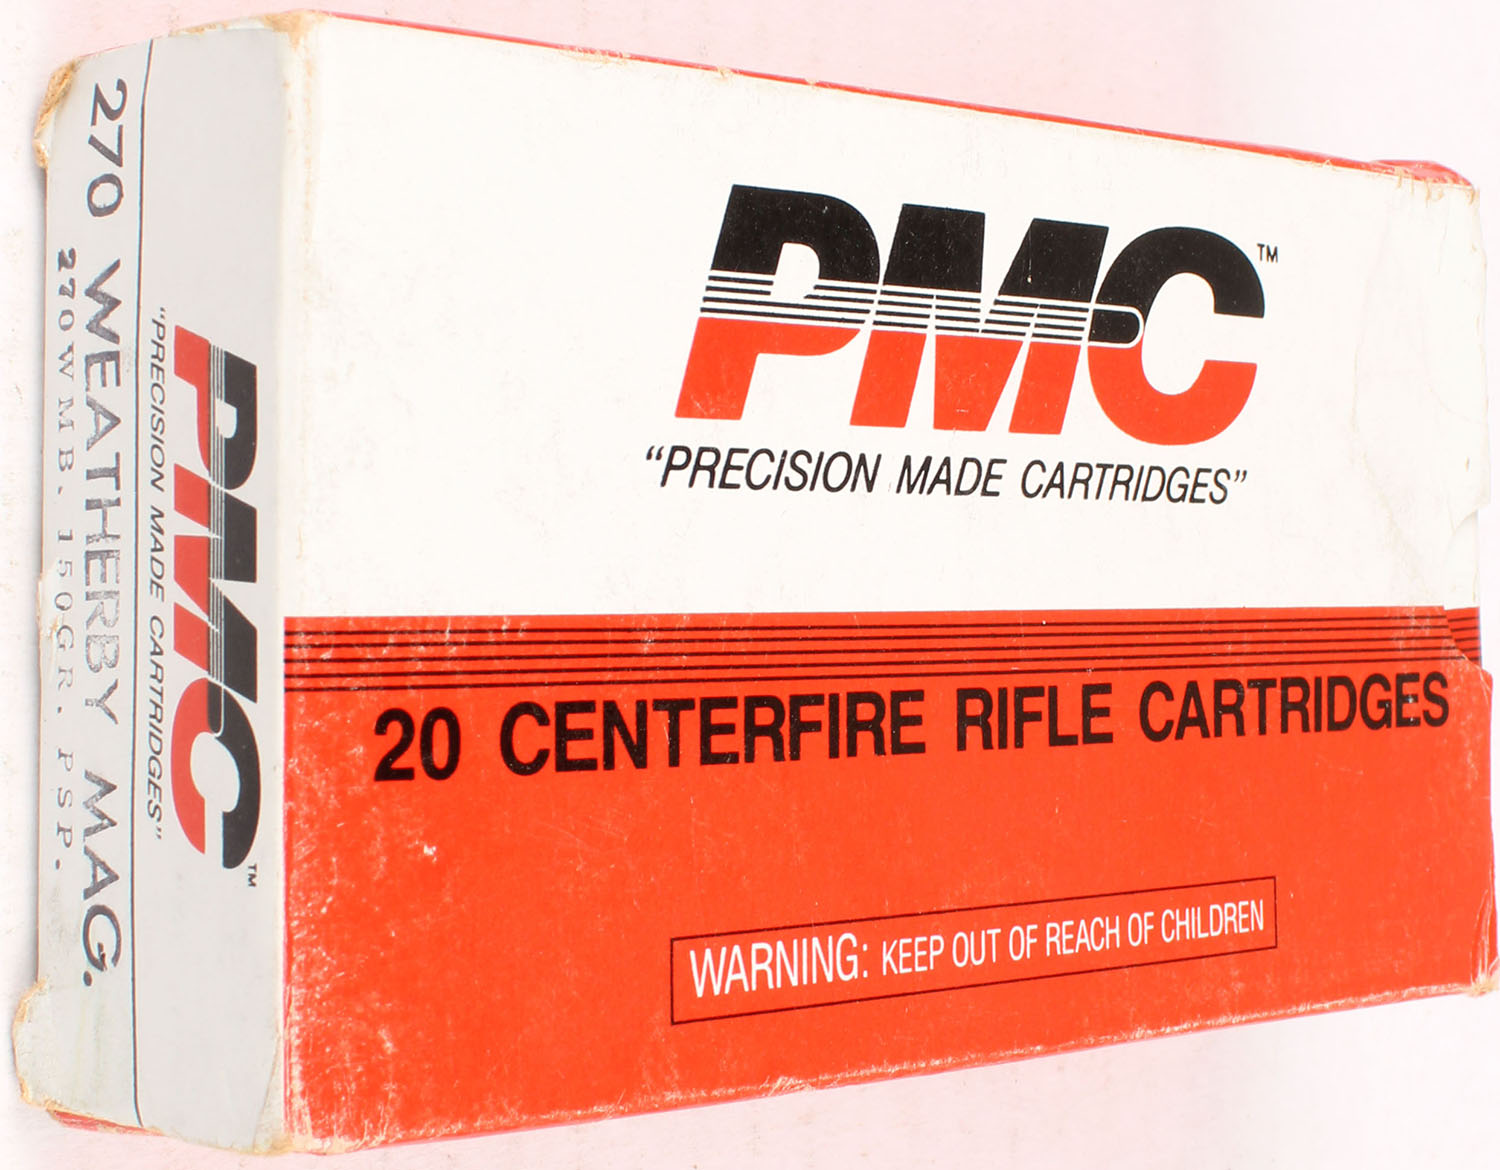 PMC™
“PRECISION MADE CARTRIDGES”
20 CENTERFIRE RIFLE CARTRIDGES
WARNING: KEEP OUT OF REACH OF CHILDREN
PMC™
“PRECISION MADE CARTRIDGES”
270 WEATHERBY MAG.
270WMB. 150GR. PSP.